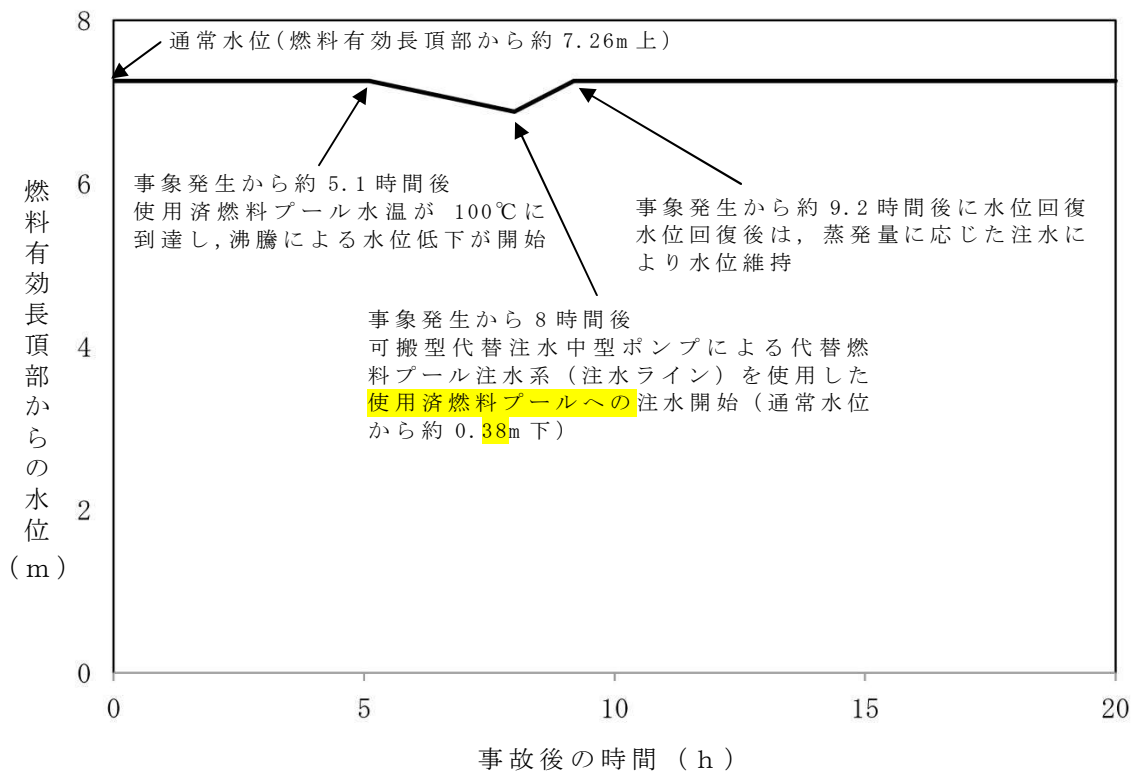 8
通常水位(燃料有効長頂部から約 7.26m 上)
6
事象発生から約 5.1 時間後
使用済燃料プール水温が 100℃に
到達し,沸騰による水位低下が開始
事象発生から約 9.2 時間後に水位回復
水位回復後は，蒸発量に応じた注水に
より水位維持
事象発生から 8 時間後
可搬型代替注水中型ポンプによる代替燃
料プール注水系（注水ライン）を使用した
使用済燃料プールへの注水開始（通常水位
から約 0.38m 下）
4
2
0
燃料有効長頂部からの水位(m)
0 5 10 15 20
事故後の時間（h）